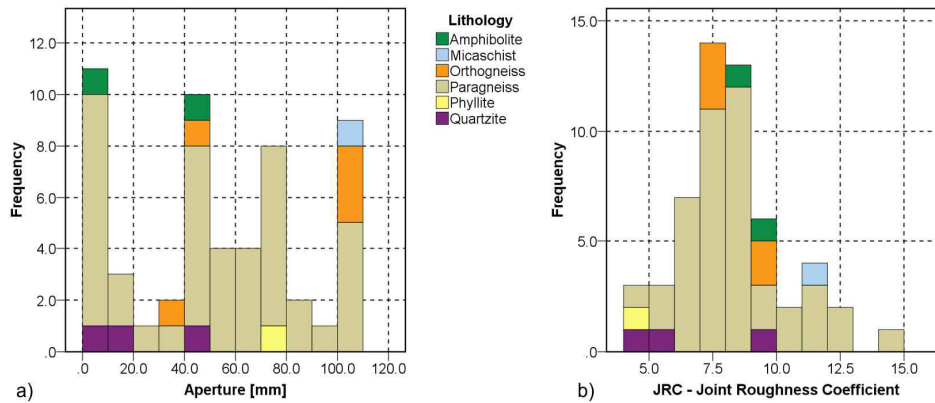 12.0
10.0
8.0
6.0
4.0
2.0
.0
Frequency
.0 20.0 40.0 60.0 80.0 100.0 120.0
Aperture [mm]
a)
Lithology
Amphibolite
Micaschist
Orthogneiss
Paragneiss
Phyllite
Quartzite
15.0
10.0
5.0
.0
Frequency
5.0 7.5 10.0 12.5 15.0
JRC - Joint Roughness Coefficient
b)